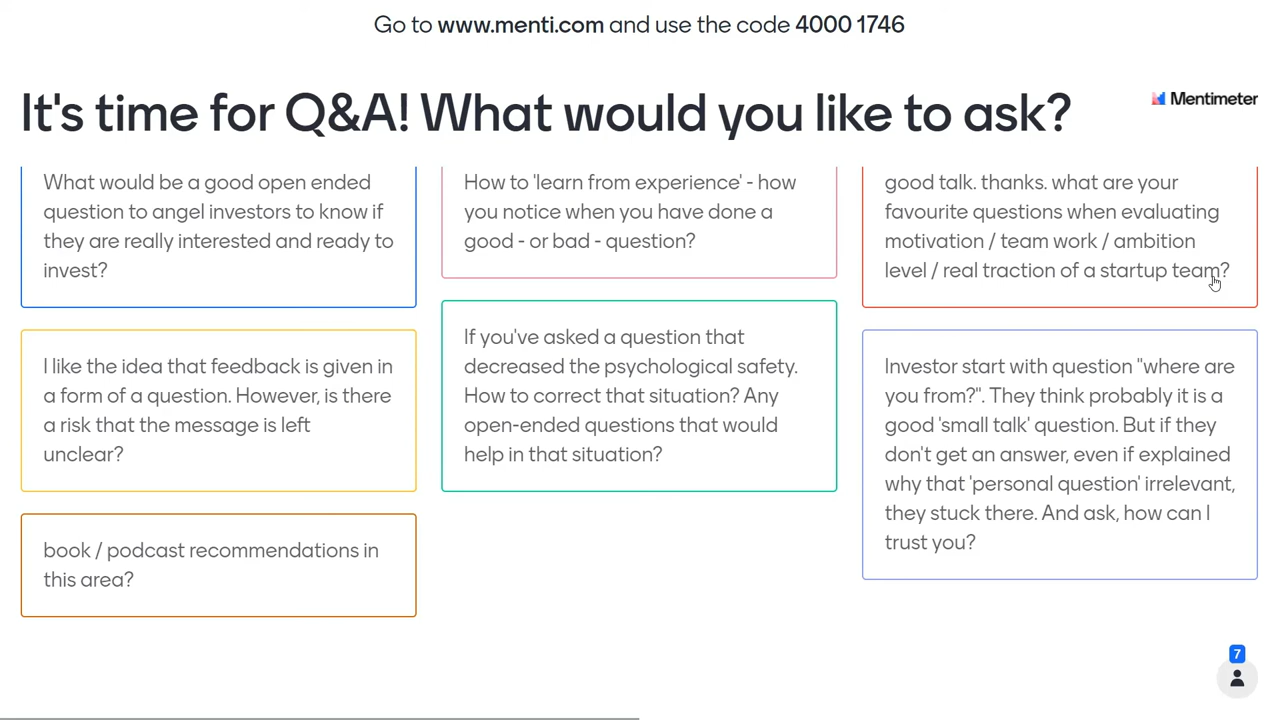 Go to www.menti.com and use the code 4000 1746
It's time for Q&A! What would you like to ask?
Mentimeter
What would be a good open ended
question to angel investors to know if
they are really interested and ready to
invest?
I like the idea that feedback is given in
a form of a question. However, is there
a risk that the message is left
unclear?
book / podcast recommendations in
this area?
How to 'learn from experience' - how
you notice when you have done a
good - or bad - question?
If you've asked a question that
decreased the psychological safety.
How to correct that situation? Any
open-ended questions that would
help in that situation?
good talk. thanks. what are your
favourite questions when evaluating
motivation / team work / ambition
level / real traction of a startup team?
Investor start with question "where are
you from?". They think probably it is a
good 'small talk' question. But if they
don't get an answer, even if explained
why that 'personal question' irrelevant,
they stuck there. And ask, how can I
trust you?
7